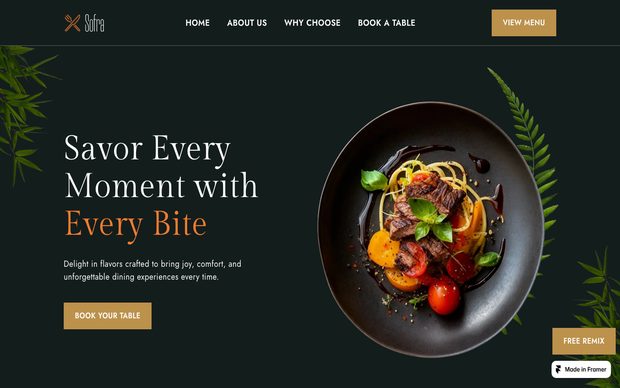 Sofra
HOME
ABOUT US
WHY CHOOSE
BOOK A TABLE
VIEW MENU
Savor Every
Moment with
Every Bite
Delight in flavors crafted to bring joy, comfort, and
unforgettable dining experiences every time.
BOOK YOUR TABLE
FREE REMIX
Made in Framer